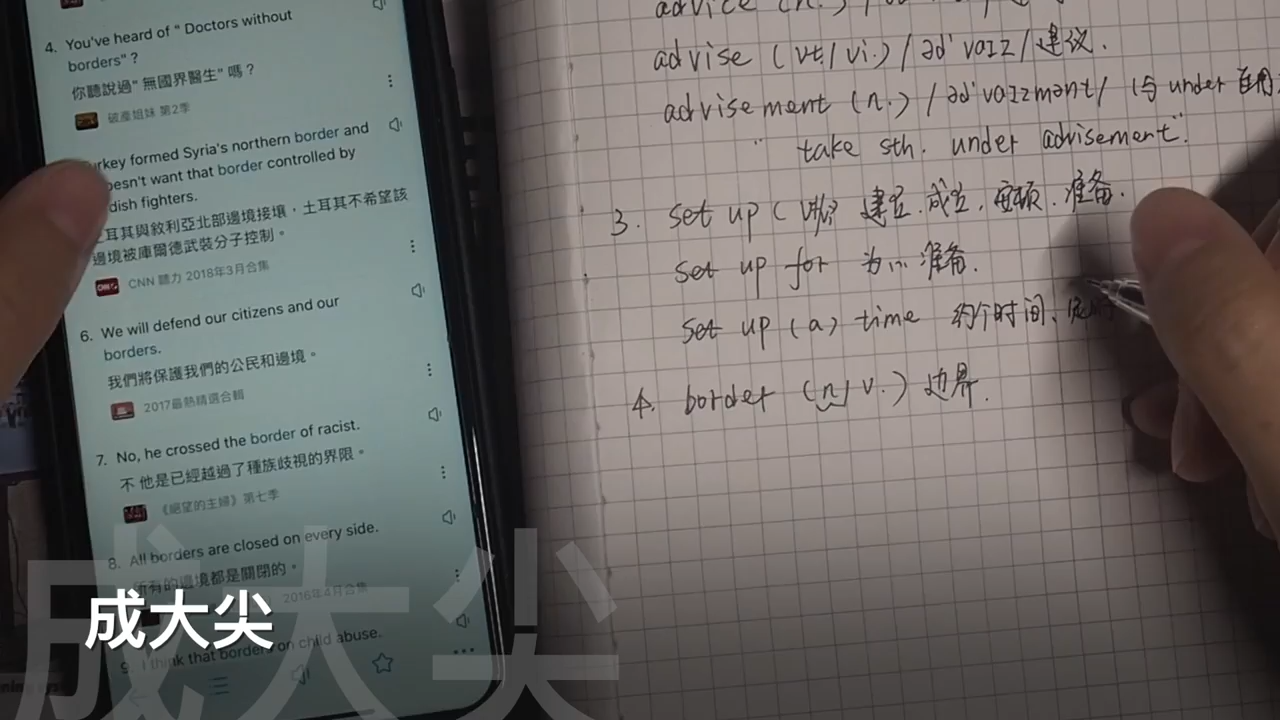 4. You've heard of " Doctors without
borders" ?
你聽說過" 無國界醫生" 嗎？
破產姐妹 第2季
rkey formed Syria's northern border and
esn't want that border controlled by
dish fighters.
土耳其與敘利亞北部邊境接壤，土耳其不希望該
邊境被庫爾德武裝分子控制。
CNN 聽力 2018年3月合集
6. We will defend our citizens and our
borders.
我們將保護我們的公民和邊境。
2017最熱精選合輯
7. No, he crossed the border of racist.
不 他是已經越過了種族歧視的界限。
《絕望的主婦》第七季
8. All borders are closed on every side.
所有的邊境都是關閉的。
2016年4月合集
9. I think that borders on child abuse.
advice (n.) /
advise (vt./vi.) /əd'vaɪz/ 建议.
advisement (n.) /əd'vaɪzmənt/ (与 under 连用
"take sth. under advisement".
3. set up 建立. 成立. 安顿. 准备.
set up for 为... 准备.
set up (a) time 约个时间、
4. border (n/v.) 边界.
成大尖
成大尖